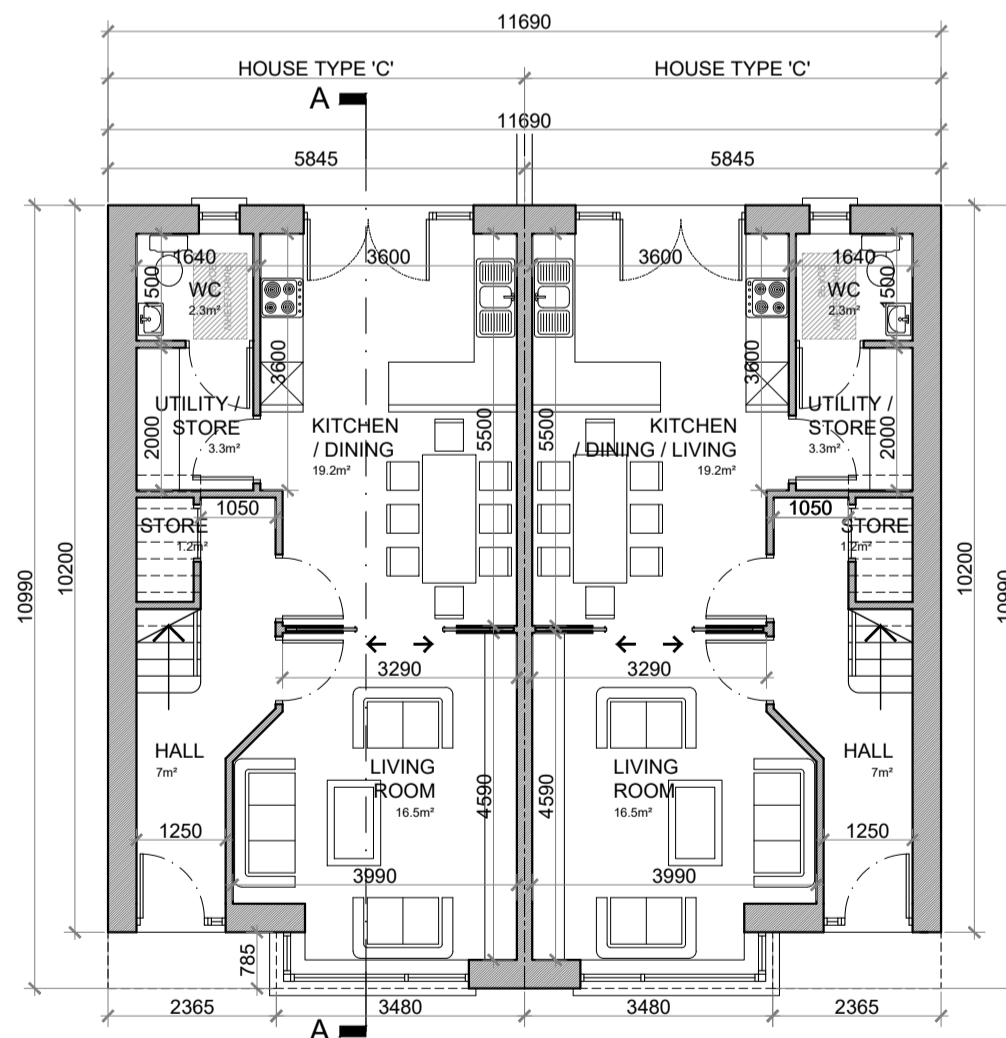 11690
HOUSE TYPE 'C' HOUSE TYPE 'C'
A
11690
5845 5845
1640 3600 3600 1640
1500 WC 2.3m² WC 2.3m² 1500
3600 3600
2000 UTILITY / STORE 3.3m² UTILITY / STORE 3.3m² 2000
KITCHEN KITCHEN
/ DINING / DINING / LIVING
19.2m² 19.2m²
5500 5500
1050 1050
STORE STORE
1.2m² 1.2m²
10990 10200 10200 10990
3290 3290
HALL LIVING LIVING HALL
7m² ROOM ROOM 7m²
16.5m² 16.5m²
4590 4590
1250 1250
3990 3990
785
2365 3480 3480 2365
A